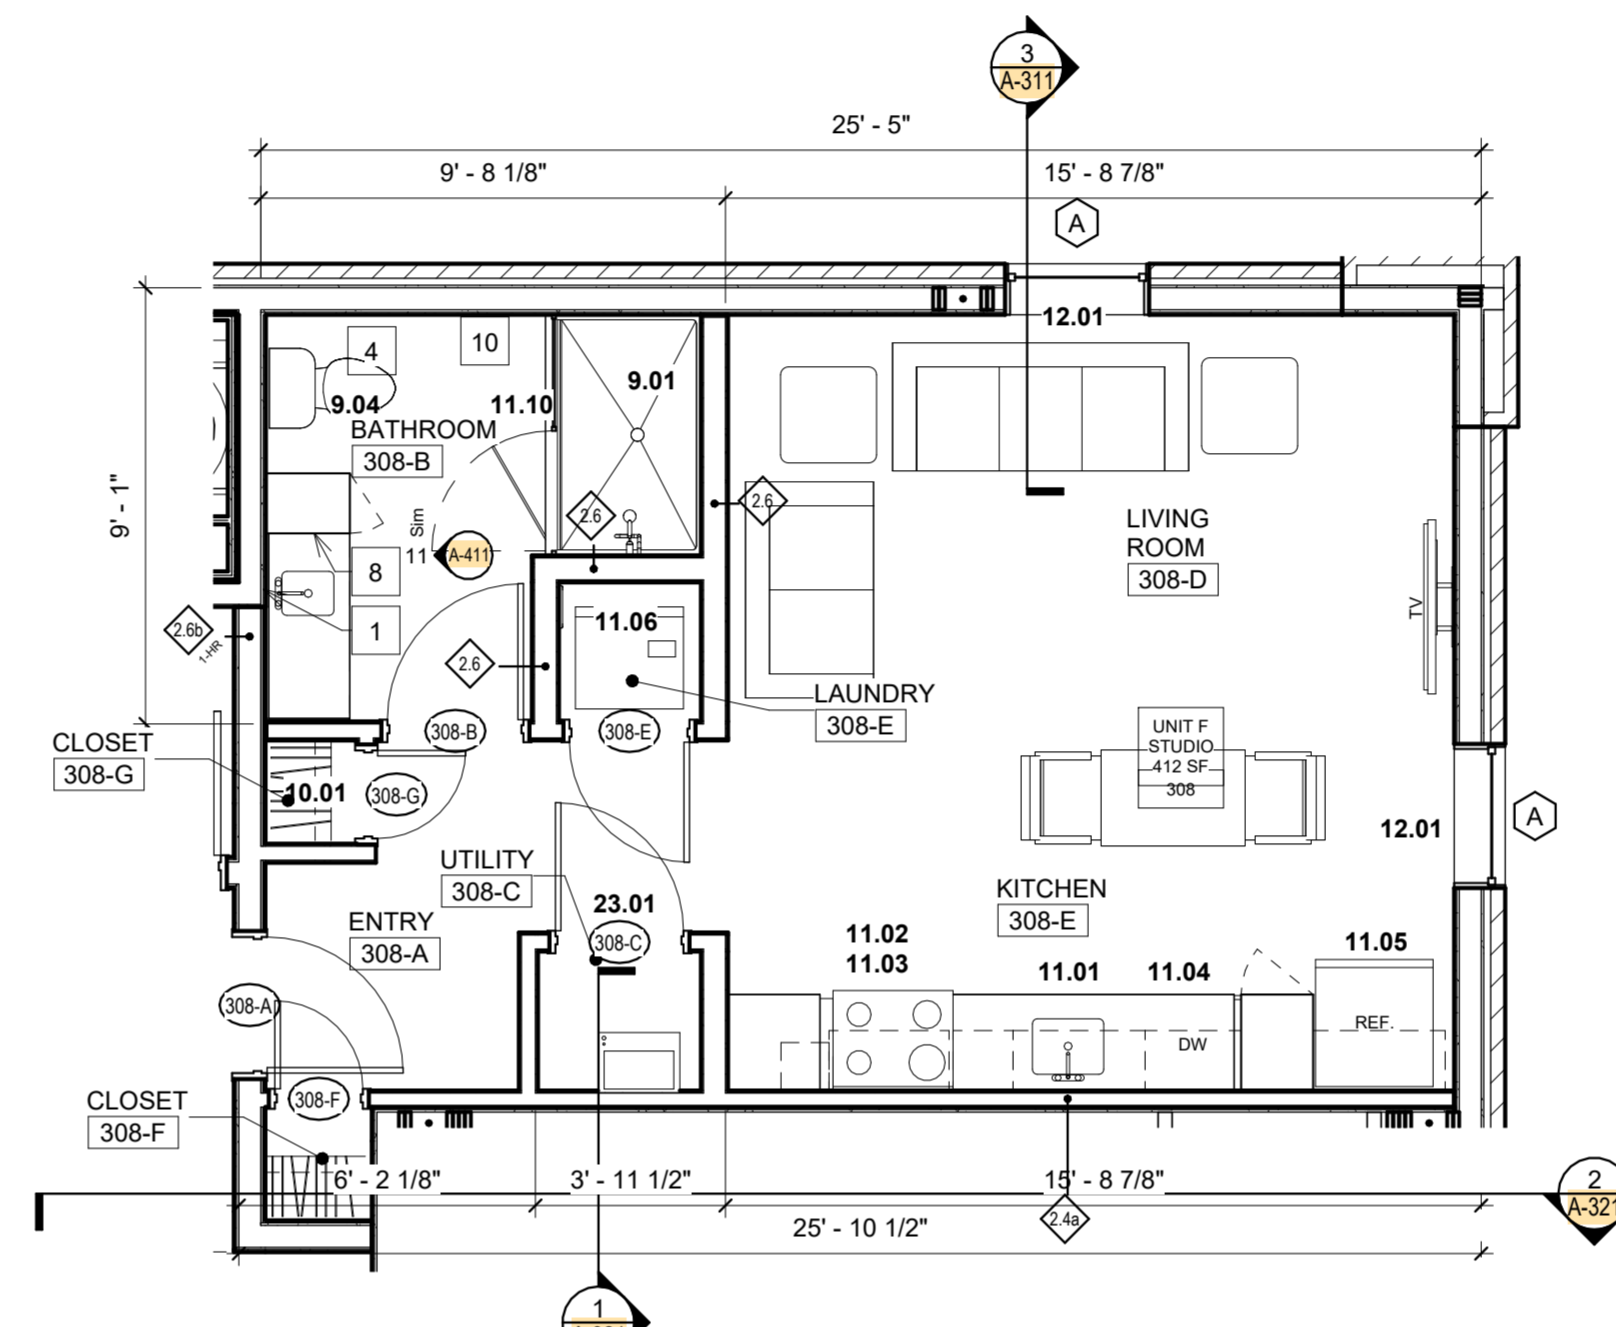 3
A-311
25' - 5"
9' - 8 1/8"
15' - 8 7/8"
A
12.01
4
10
9.01
9.04
11.10
BATHROOM
308-B
9' - 1"
2.6
2.6
Sim
11
A-411
LIVING
ROOM
308-D
8
1
11.06
TV
2.6b
1-HR
2.6
LAUNDRY
308-E
308-B
308-E
UNIT F
STUDIO
412 SF
308
CLOSET
308-G
10.01
308-G
12.01
A
UTILITY
308-C
23.01
308-C
KITCHEN
308-E
ENTRY
308-A
11.02
11.03
11.01
11.04
11.05
308-A
REF.
DW
CLOSET
308-F
308-F
6' - 2 1/8"
3' - 11 1/2"
15' - 8 7/8"
2
A-321
25' - 10 1/2"
2.4a
1